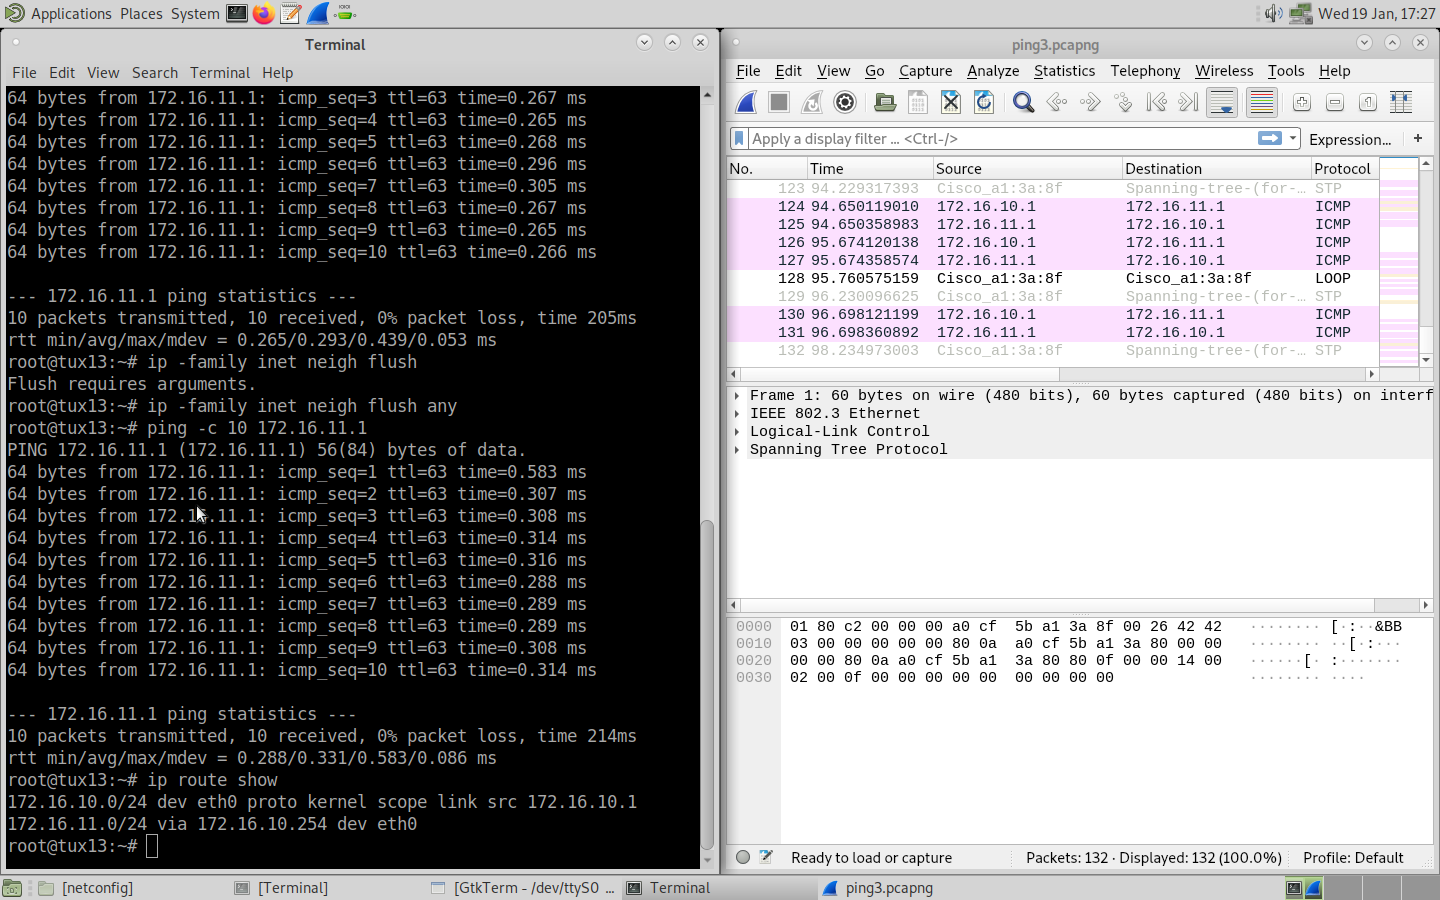 Applications Places System Wed 19 Jan, 17:27
Terminal
File Edit View Search Terminal Help
64 bytes from 172.16.11.1: icmp_seq=3 ttl=63 time=0.267 ms
64 bytes from 172.16.11.1: icmp_seq=4 ttl=63 time=0.265 ms
64 bytes from 172.16.11.1: icmp_seq=5 ttl=63 time=0.268 ms
64 bytes from 172.16.11.1: icmp_seq=6 ttl=63 time=0.296 ms
64 bytes from 172.16.11.1: icmp_seq=7 ttl=63 time=0.305 ms
64 bytes from 172.16.11.1: icmp_seq=8 ttl=63 time=0.267 ms
64 bytes from 172.16.11.1: icmp_seq=9 ttl=63 time=0.265 ms
64 bytes from 172.16.11.1: icmp_seq=10 ttl=63 time=0.266 ms
--- 172.16.11.1 ping statistics ---
10 packets transmitted, 10 received, 0% packet loss, time 205ms
rtt min/avg/max/mdev = 0.265/0.293/0.439/0.053 ms
root@tux13:~# ip -family inet neigh flush
Flush requires arguments.
root@tux13:~# ip -family inet neigh flush any
root@tux13:~# ping -c 10 172.16.11.1
PING 172.16.11.1 (172.16.11.1) 56(84) bytes of data.
64 bytes from 172.16.11.1: icmp_seq=1 ttl=63 time=0.583 ms
64 bytes from 172.16.11.1: icmp_seq=2 ttl=63 time=0.307 ms
64 bytes from 172.16.11.1: icmp_seq=3 ttl=63 time=0.308 ms
64 bytes from 172.16.11.1: icmp_seq=4 ttl=63 time=0.314 ms
64 bytes from 172.16.11.1: icmp_seq=5 ttl=63 time=0.316 ms
64 bytes from 172.16.11.1: icmp_seq=6 ttl=63 time=0.288 ms
64 bytes from 172.16.11.1: icmp_seq=7 ttl=63 time=0.289 ms
64 bytes from 172.16.11.1: icmp_seq=8 ttl=63 time=0.289 ms
64 bytes from 172.16.11.1: icmp_seq=9 ttl=63 time=0.308 ms
64 bytes from 172.16.11.1: icmp_seq=10 ttl=63 time=0.314 ms
--- 172.16.11.1 ping statistics ---
10 packets transmitted, 10 received, 0% packet loss, time 214ms
rtt min/avg/max/mdev = 0.288/0.331/0.583/0.086 ms
root@tux13:~# ip route show
172.16.10.0/24 dev eth0 proto kernel scope link src 172.16.10.1
172.16.11.0/24 via 172.16.10.254 dev eth0
root@tux13:~#
ping3.pcapng
File Edit View Go Capture Analyze Statistics Telephony Wireless Tools Help
Apply a display filter ... <Ctrl-/> Expression... +
No. Time Source Destination Protocol
123 94.229317393 Cisco_a1:3a:8f Spanning-tree-(for-… STP
124 94.650119010 172.16.10.1 172.16.11.1 ICMP
125 94.650358983 172.16.11.1 172.16.10.1 ICMP
126 95.674120138 172.16.10.1 172.16.11.1 ICMP
127 95.674358574 172.16.11.1 172.16.10.1 ICMP
128 95.760575159 Cisco_a1:3a:8f Cisco_a1:3a:8f LOOP
129 96.230096625 Cisco_a1:3a:8f Spanning-tree-(for-… STP
130 96.698121199 172.16.10.1 172.16.11.1 ICMP
131 96.698360892 172.16.11.1 172.16.10.1 ICMP
132 98.234973003 Cisco_a1:3a:8f Spanning-tree-(for-… STP
Frame 1: 60 bytes on wire (480 bits), 60 bytes captured (480 bits) on interf
IEEE 802.3 Ethernet
Logical-Link Control
Spanning Tree Protocol
0000 01 80 c2 00 00 00 a0 cf 5b a1 3a 8f 00 26 42 42 ········ [·:··&BB
0010 03 00 00 00 00 00 80 0a a0 cf 5b a1 3a 80 00 00 ········ ··[·:···
0020 00 00 80 0a a0 cf 5b a1 3a 80 80 0f 00 00 14 00 ······[· :·······
0030 02 00 0f 00 00 00 00 00 00 00 00 00 ········ ····
Ready to load or capture Packets: 132 · Displayed: 132 (100.0%) Profile: Default
[netconfig] [Terminal] [GtkTerm - /dev/ttyS0 ... Terminal ping3.pcapng